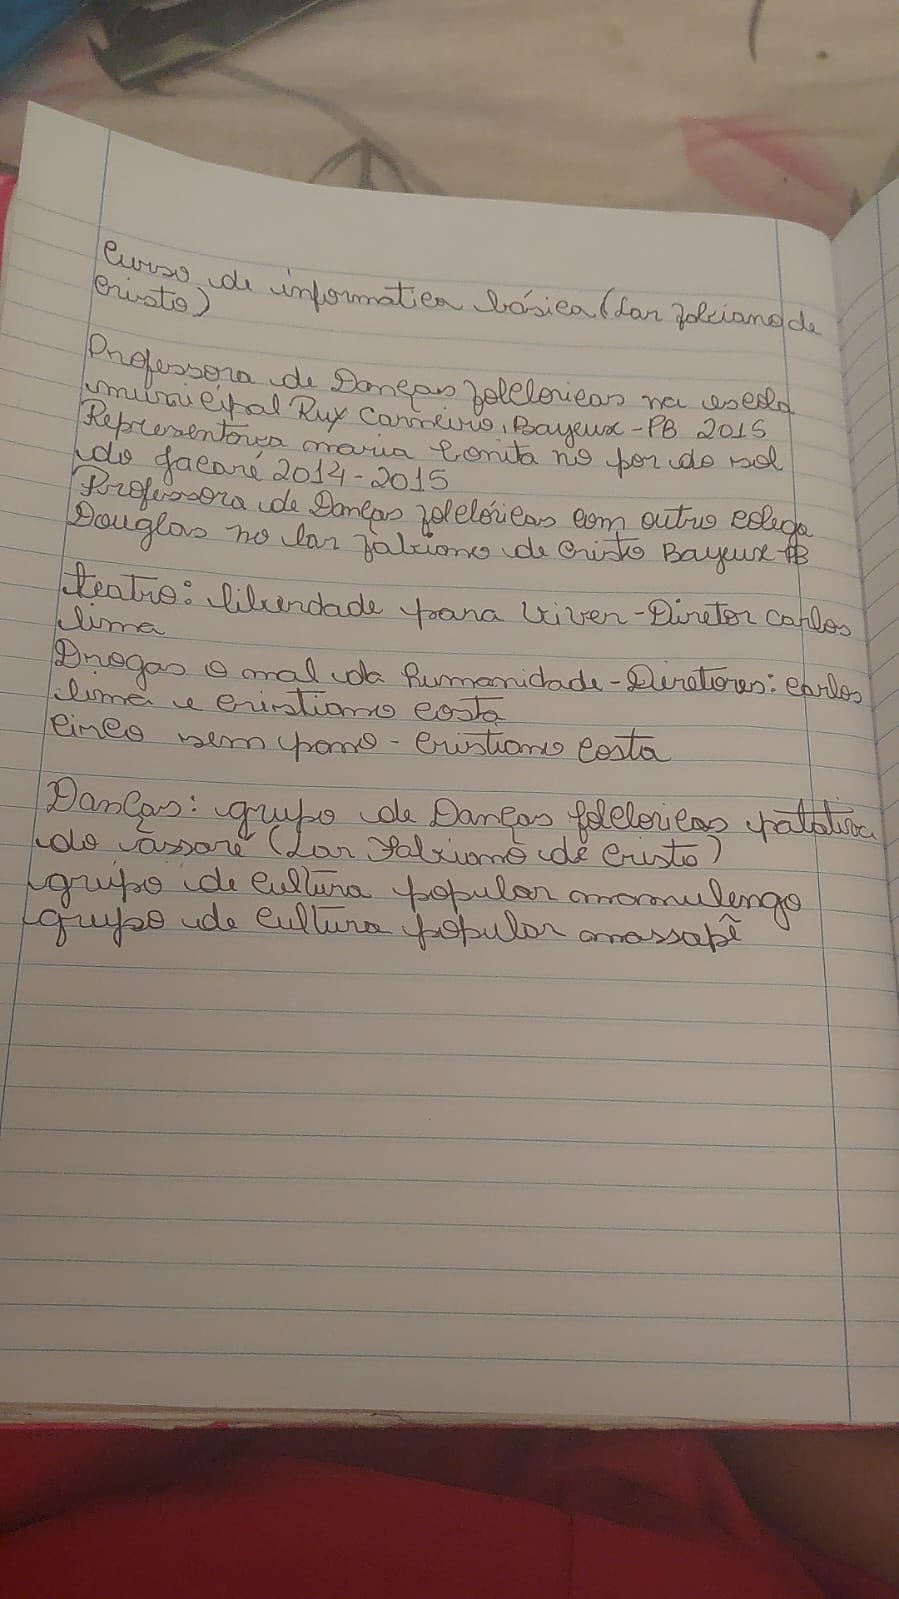 Curso de informatica básica (Lar Fabiano de
Cristo)
Professora de Danças folcloricas na escola
municipal Ruy Carneiro, Bayeux-PB 2015
Representava maria bonita no por do sol
do jacaré 2014-2015
Professora de Danças folclóricas com outro colega
Douglas no lar fabiano de Cristo Bayeux PB
teatro: liberdade para viver-Diretor Carlos
lima
Drogas o mal da humanidade-Diretores: Carlos
lima e Cristiano costa
Circo sem pano - Cristiano Costa
Danças: grupo de Danças folcloricas patativa
do assaré (Lar Fabiano de Cristo)
grupo de Cultura popular mamulengo
grupo de Cultura popular massapê